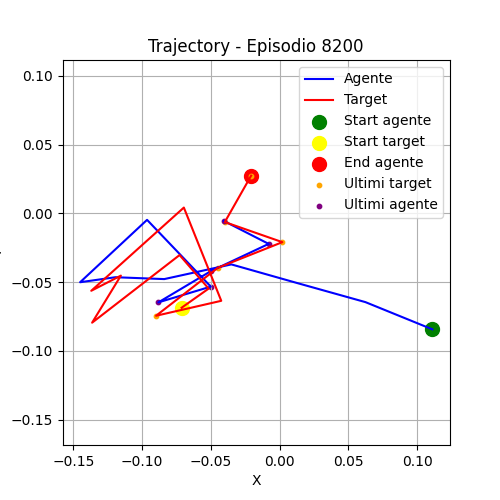 Trajectory - Episodio 8200
Agente
Target
Start agente
Start target
End agente
Ultimi target
Ultimi agente
0.10
0.05
0.00
−0.05
−0.10
−0.15
−0.15
−0.10
−0.05
0.00
0.05
0.10
X